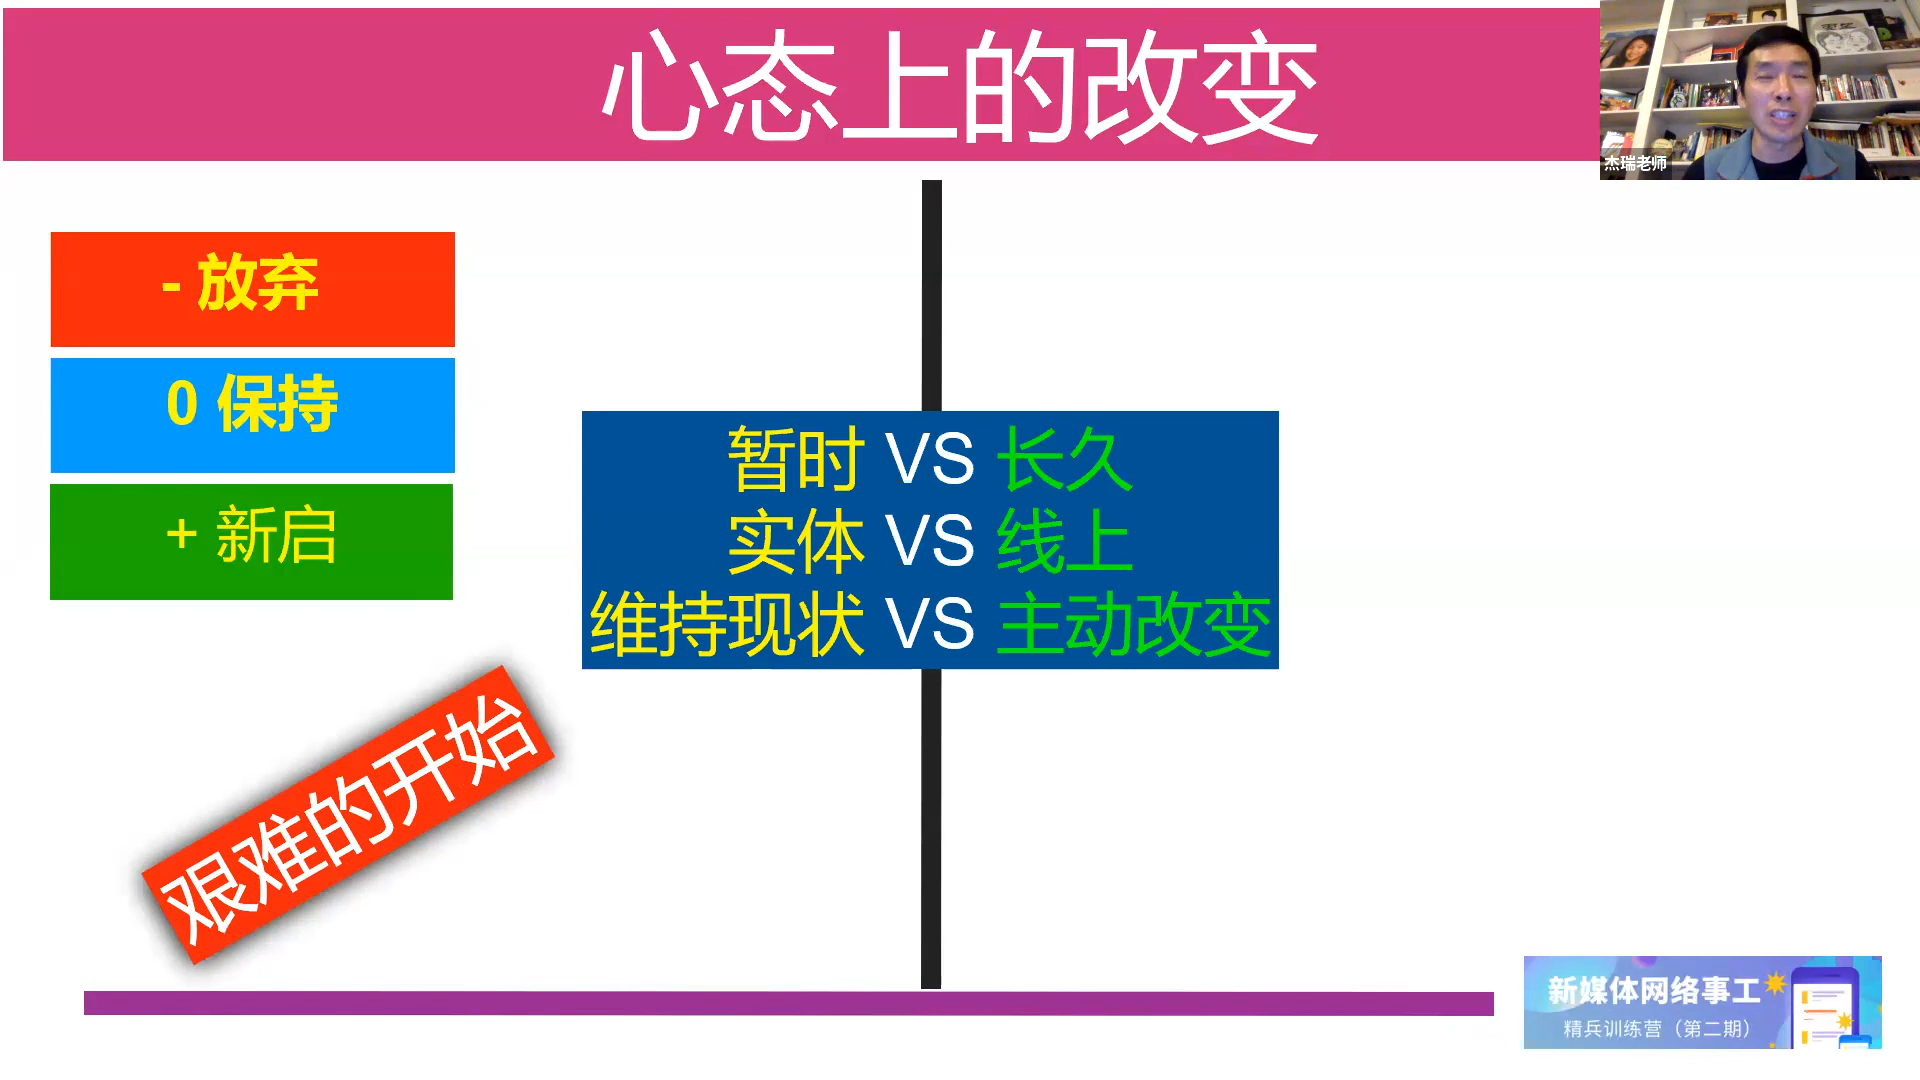 心态上的改变
杰瑞老师
- 放弃
0 保持
+ 新启
暂时 VS 长久
实体 VS 线上
维持现状 VS 主动改变
艰难的开始
新媒体网络事工
精兵训练营（第二期）